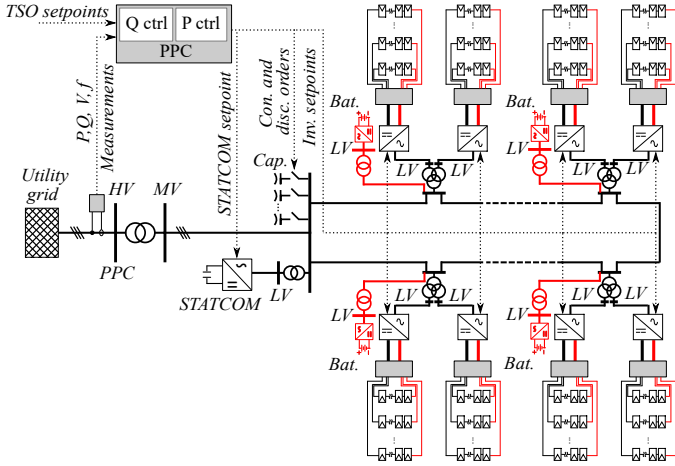 TSO setpoints
Q ctrl
P ctrl
PPC
P,Q, V.f
Measurements
STATCOM setpoint
Con. and
disc. orders
Inv. setpoints
Cap.
Utility
grid
HV
MV
PPC
STATCOM
LV
Bat.
LV
LV
LV
Bat.
LV
LV
LV
LV
LV
LV
Bat.
LV
LV
LV
Bat.